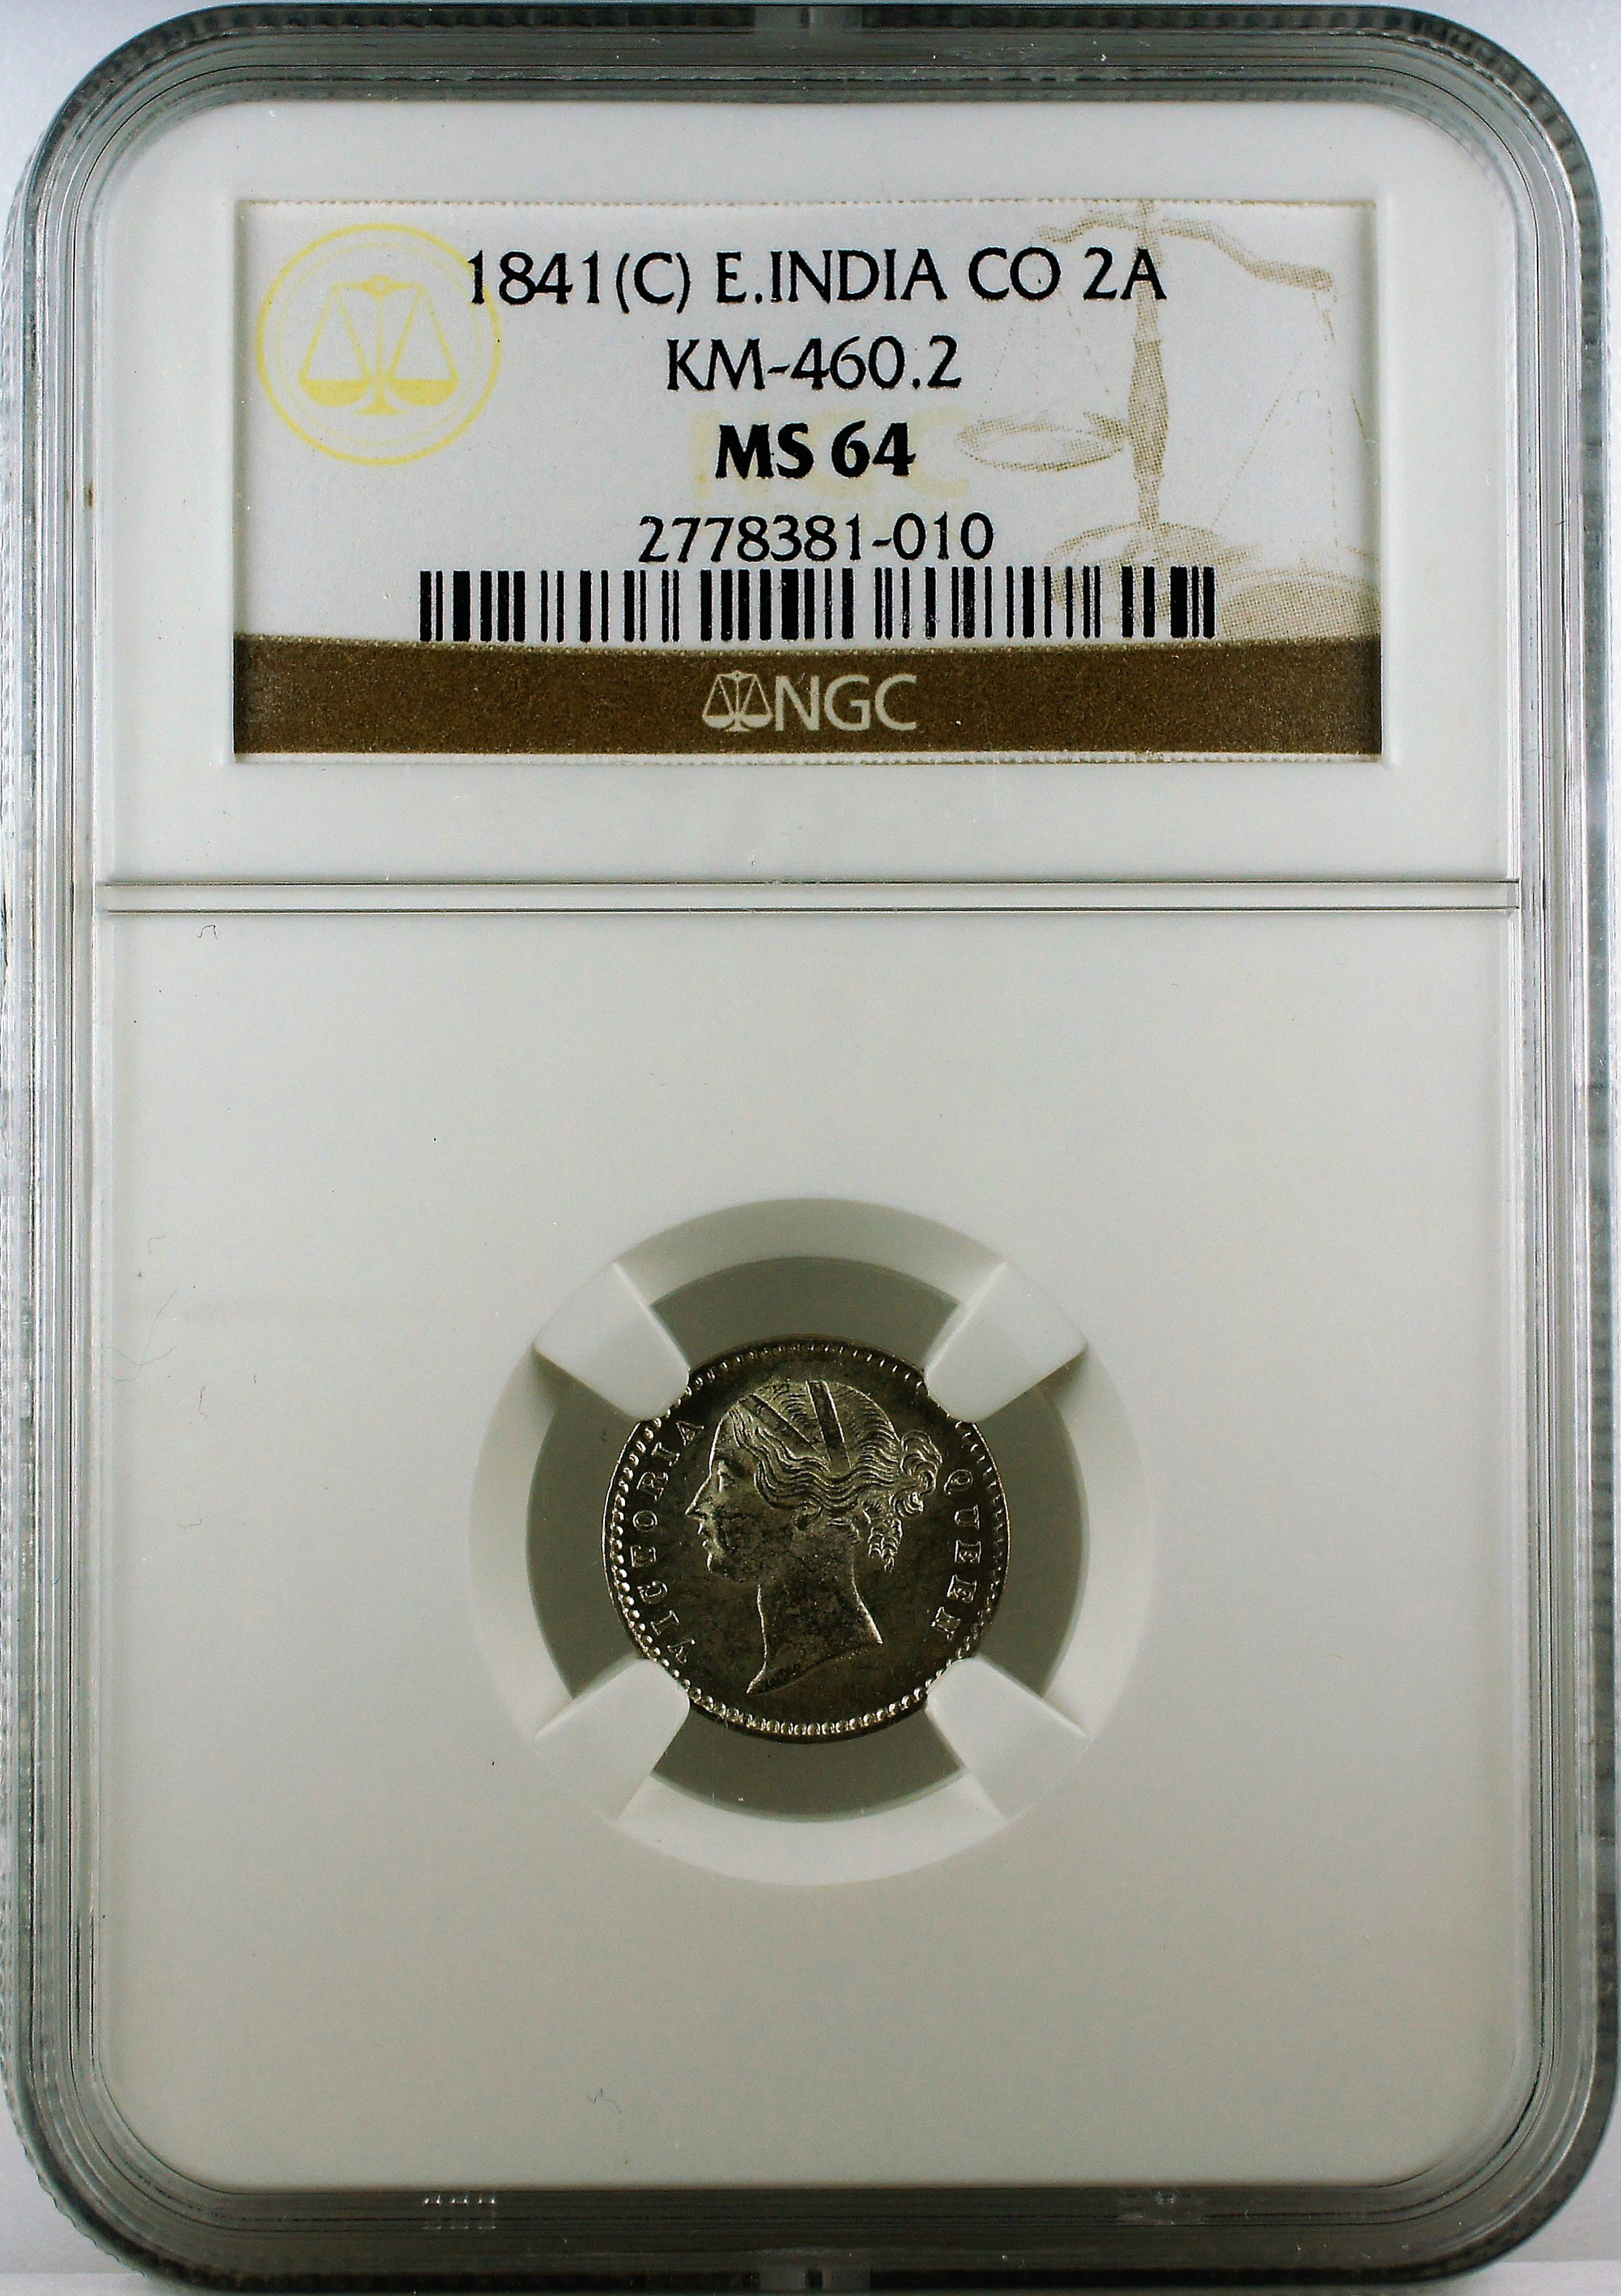 1841(C) E.INDIA CO 2A
KM-460.2
MS 64
2778381-010
NGC
VICTORIA QUEEN